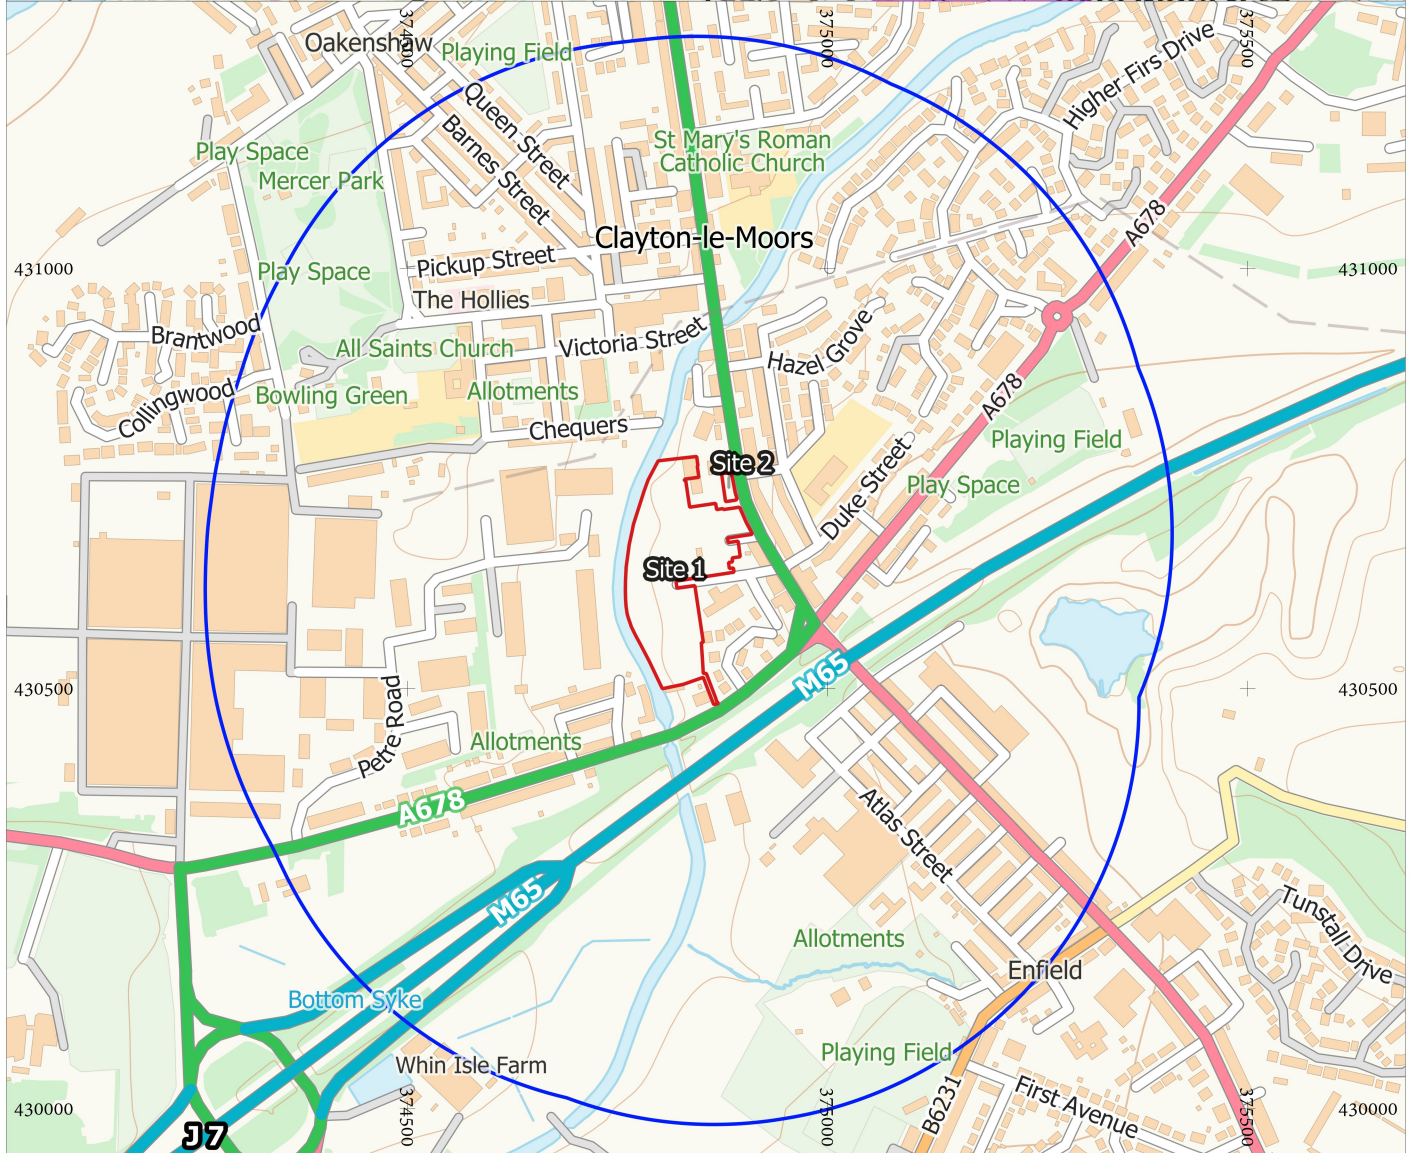 374500
375000
375500
Oakenshaw
Playing Field
Higher Firs Drive
Queen Street
Barnes Street
St Mary's Roman
Catholic Church
Play Space
Mercer Park
A678
Clayton-le-Moors
Pickup Street
431000
Play Space
431000
The Hollies
Brantwood
Victoria Street
All Saints Church
Hazel Grove
Collingwood
Bowling Green
Allotments
A678
Chequers
Playing Field
Site 2
Duke Street
Play Space
Site 1
M65
430500
430500
Petre Road
Allotments
A678
Atlas Street
M65
Tunstall Drive
Allotments
Enfield
Bottom Syke
Playing Field
Whin Isle Farm
B6231
First Avenue
430000
430000
374500
375000
375500
J7